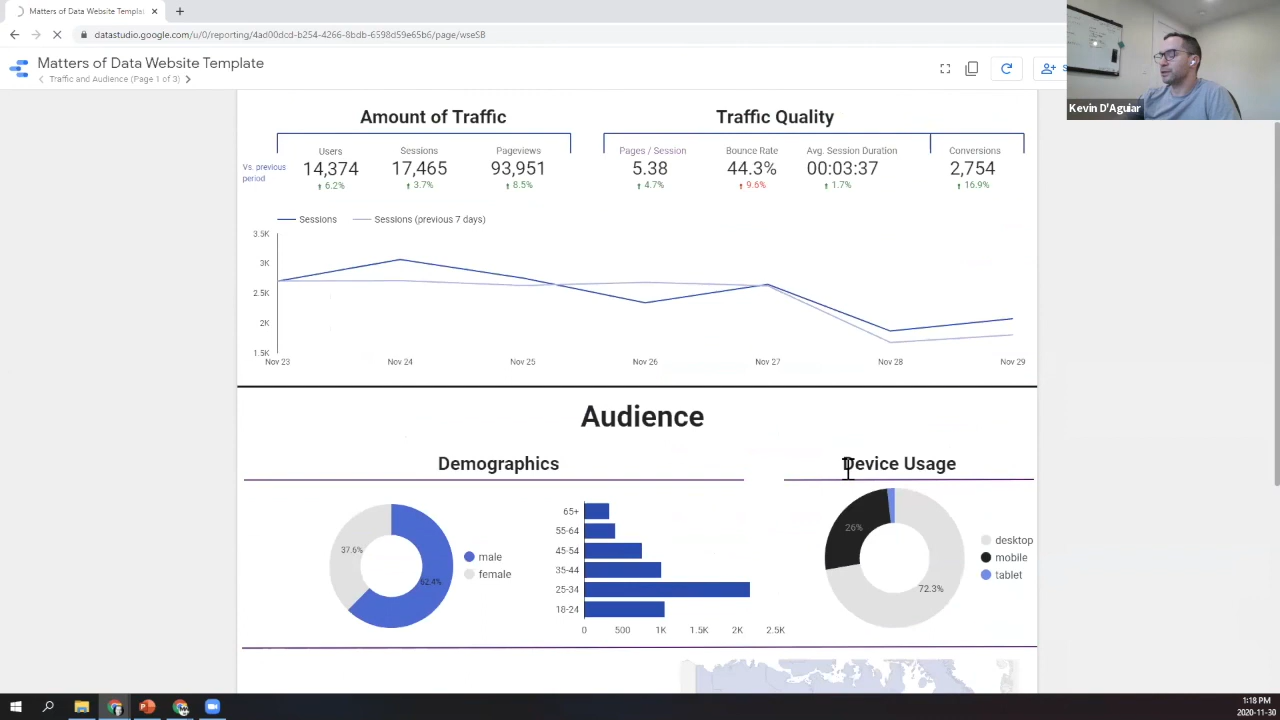 Matters of Data Website Templa
datastudio.google.com/u/0/reporting/4ad00dcd-b254-4266-8bdb-6598d59e65b6/page/wseSB
Matters of Data Website Template
Traffic and Audience (Page 1 of 3)
Kevin D'Aguiar
Amount of Traffic
Traffic Quality
Vs. previous period
Users
14,374
6.2%
Sessions
17,465
3.7%
Pageviews
93,951
8.5%
Pages / Session
5.38
4.7%
Bounce Rate
44.3%
9.6%
Avg. Session Duration
00:03:37
1.7%
Conversions
2,754
16.9%
Sessions
Sessions (previous 7 days)
3.5K
3K
2.5K
2K
1.5K
Nov 23
Nov 24
Nov 25
Nov 26
Nov 27
Nov 28
Nov 29
Audience
Demographics
Device Usage
37.6%
62.4%
male
female
65+
55-64
45-54
35-44
25-34
18-24
0
500
1K
1.5K
2K
2.5K
26%
72.3%
desktop
mobile
tablet
1:18 PM
2020-11-30